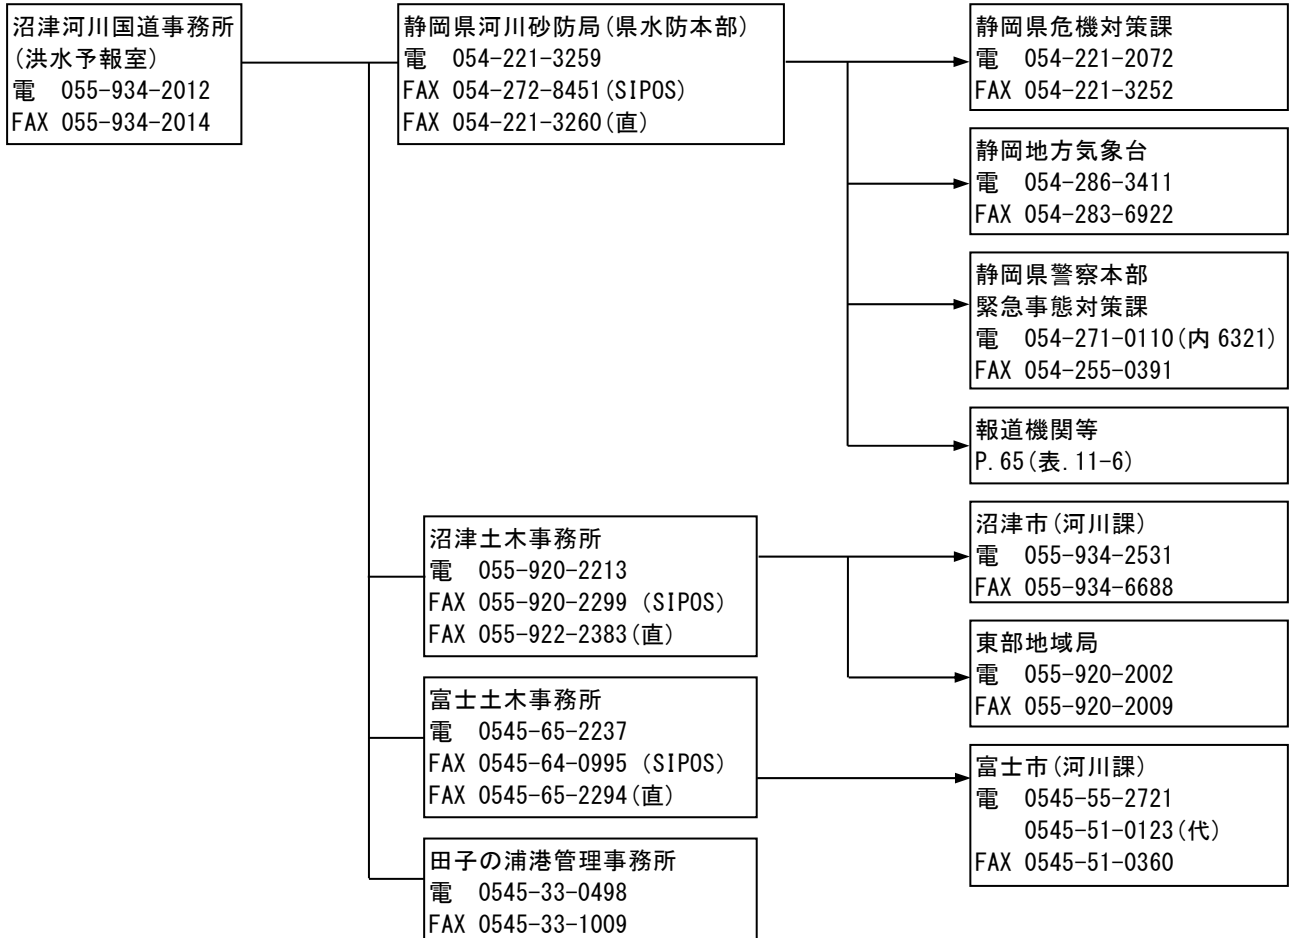 沼津河川国道事務所
(洪水予報室)
電 055-934-2012
FAX 055-934-2014
静岡県河川砂防局(県水防本部)
電 054-221-3259
FAX 054-272-8451(SIPOS)
FAX 054-221-3260(直)
静岡県危機対策課
電 054-221-2072
FAX 054-221-3252
静岡地方気象台
電 054-286-3411
FAX 054-283-6922
静岡県警察本部
緊急事態対策課
電 054-271-0110(内 6321)
FAX 054-255-0391
報道機関等
P.65(表.11-6)
沼津土木事務所
電 055-920-2213
FAX 055-920-2299 (SIPOS)
FAX 055-922-2383(直)
沼津市(河川課)
電 055-934-2531
FAX 055-934-6688
東部地域局
電 055-920-2002
FAX 055-920-2009
富士土木事務所
電 0545-65-2237
FAX 0545-64-0995 (SIPOS)
FAX 0545-65-2294(直)
富士市(河川課)
電 0545-55-2721
0545-51-0123(代)
FAX 0545-51-0360
田子の浦港管理事務所
電 0545-33-0498
FAX 0545-33-1009